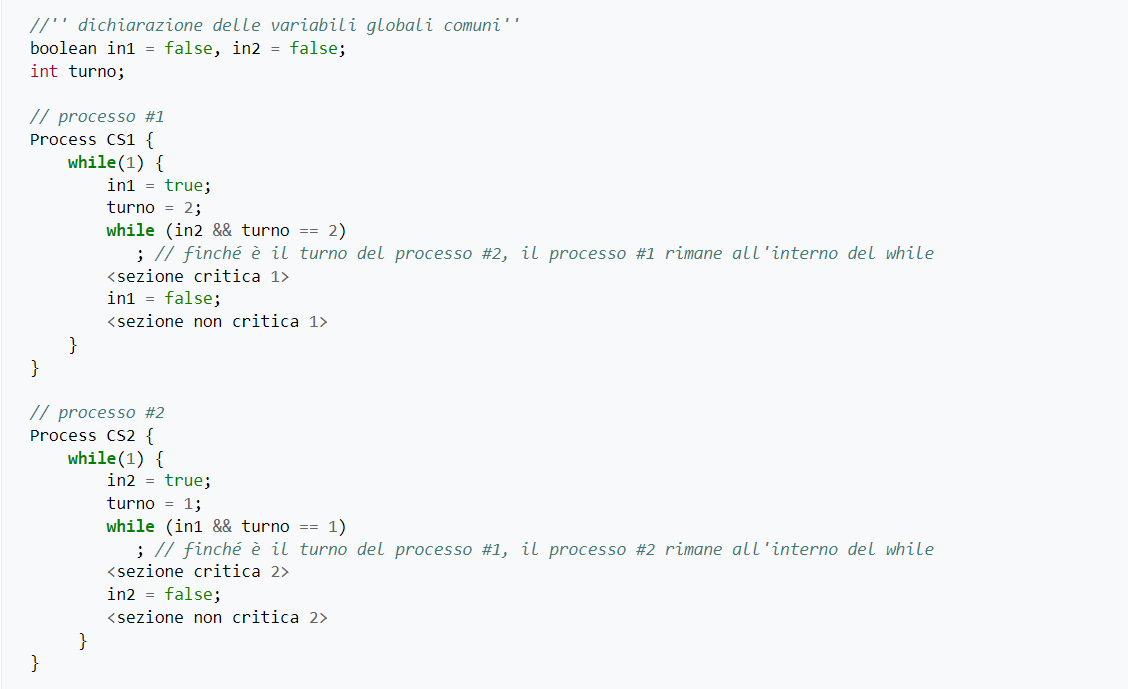 //'' dichiarazione delle variabili globali comuni''
boolean in1 = false, in2 = false;
int turno;

// processo #1
Process CS1 {
    while(1) {
        in1 = true;
        turno = 2;
        while (in2 && turno == 2)
           ; // finché è il turno del processo #2, il processo #1 rimane all'interno del while
        <sezione critica 1>
        in1 = false;
        <sezione non critica 1>
    }
}

// processo #2
Process CS2 {
    while(1) {
        in2 = true;
        turno = 1;
        while (in1 && turno == 1)
           ; // finché è il turno del processo #1, il processo #2 rimane all'interno del while
        <sezione critica 2>
        in2 = false;
        <sezione non critica 2>
     }
}